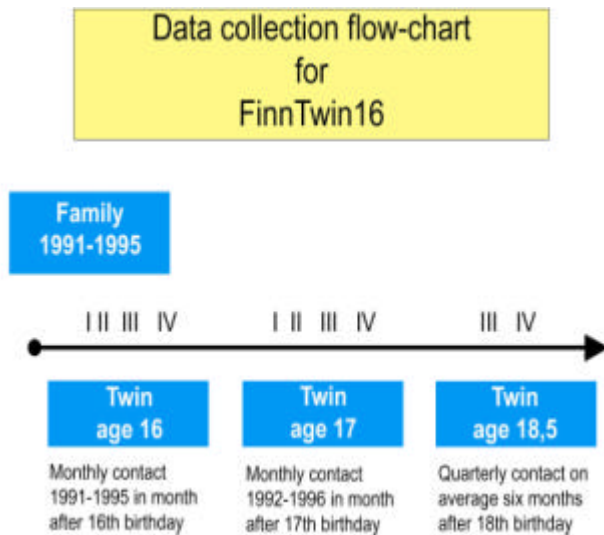 Data collection flow-chart
for
FinnTwin16
Family
1991-1995
I II III IV
I II III IV
III IV
Twin
age 16
Twin
age 17
Twin
age 18,5
Monthly contact
1991-1995 in month
after 16th birthday
Monthly contact
1992-1996 in month
after 17th birthday
Quarterly contact on
average six months
after 18th birthday